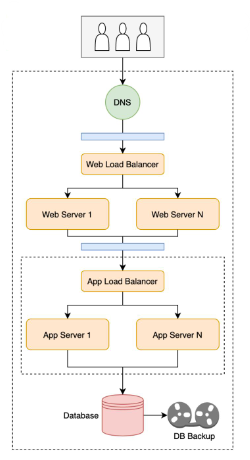 DNS
Web Load Balancer
Web Server 1
Web Server N
App Load Balancer
App Server 1
App Server N
Database
DB Backup